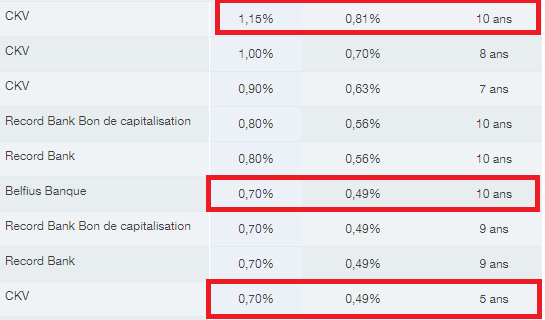 CKV 1,15% 0,81% 10 ans
CKV 1,00% 0,70% 8 ans
CKV 0,90% 0,63% 7 ans
Record Bank Bon de capitalisation 0,80% 0,56% 10 ans
Record Bank 0,80% 0,56% 10 ans
Belfius Banque 0,70% 0,49% 10 ans
Record Bank Bon de capitalisation 0,70% 0,49% 9 ans
Record Bank 0,70% 0,49% 9 ans
CKV 0,70% 0,49% 5 ans